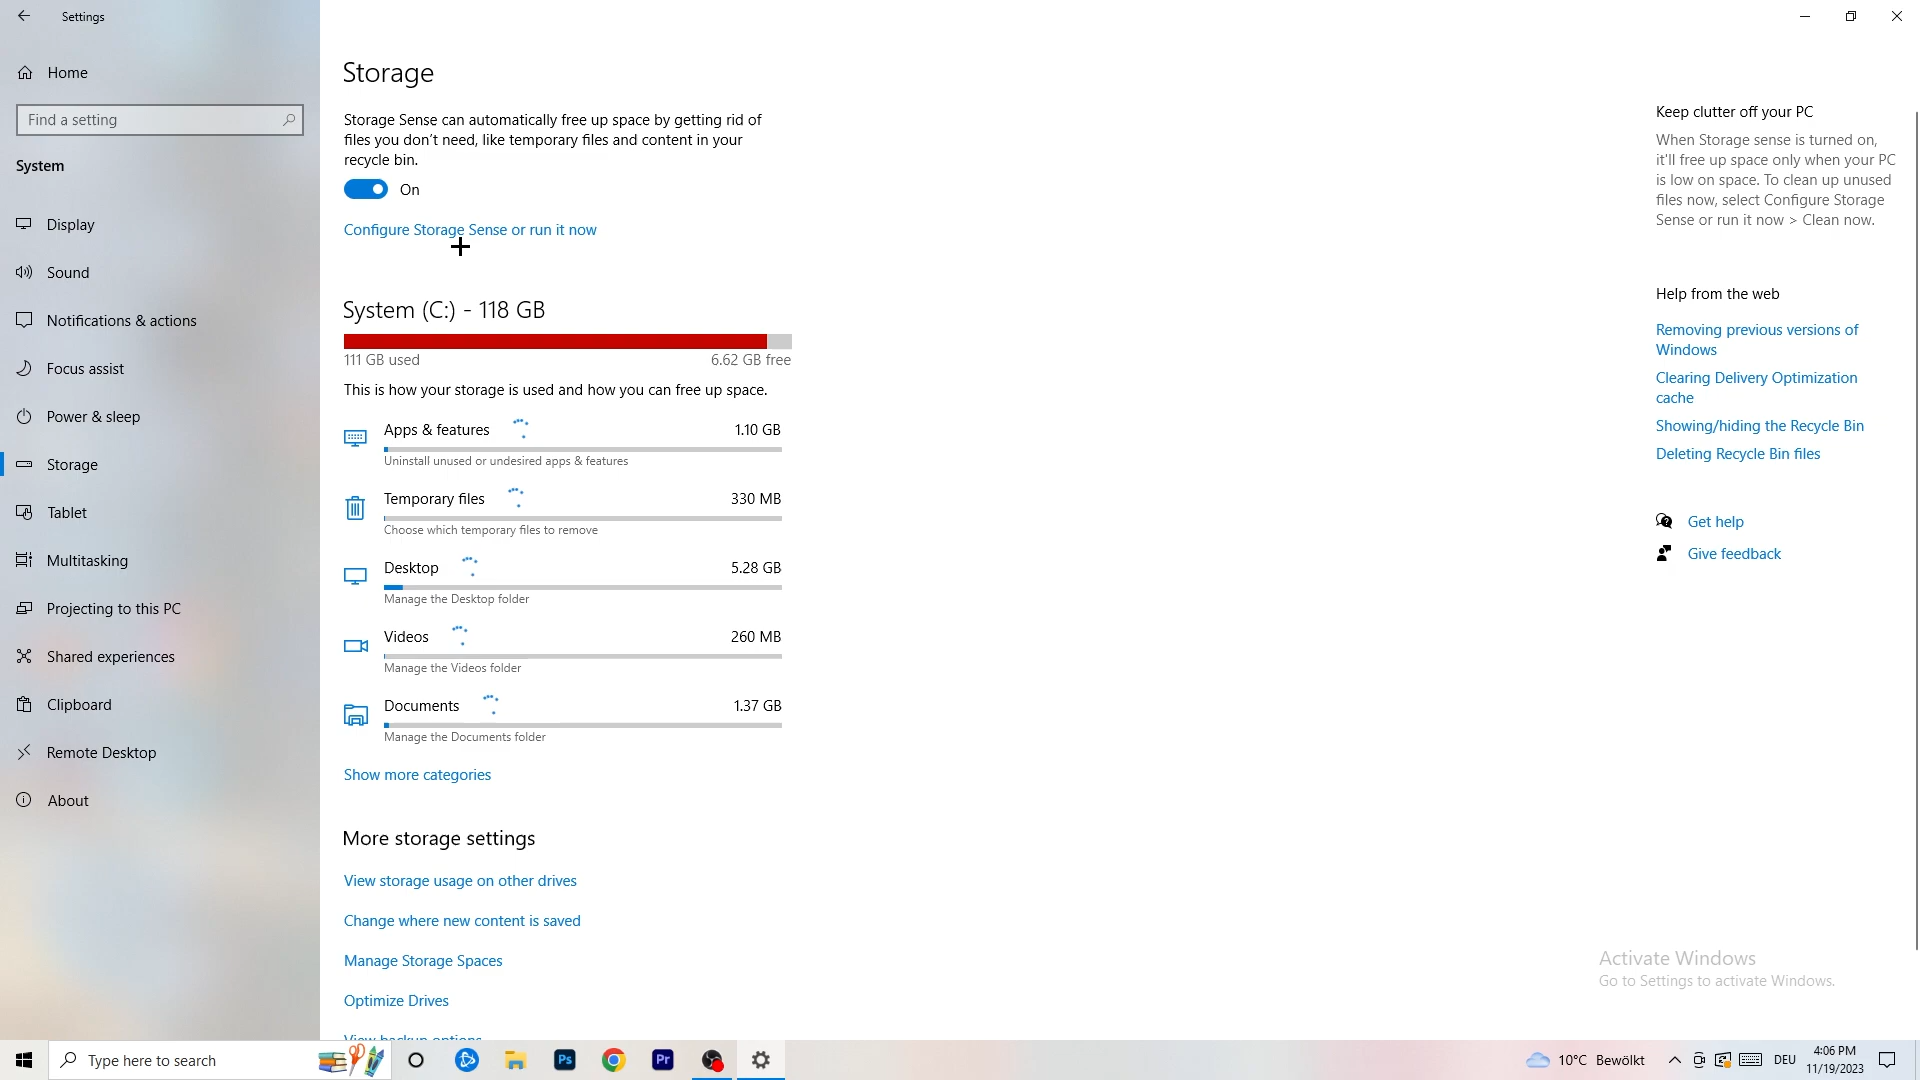 Settings
Home
Find a setting
System
Display
Sound
Notifications & actions
Focus assist
Power & sleep
Storage
Tablet
Multitasking
Projecting to this PC
Shared experiences
Clipboard
Remote Desktop
About
Storage
Storage Sense can automatically free up space by getting rid of
files you don't need, like temporary files and content in your
recycle bin.
On
Configure Storage Sense or run it now
System (C:) - 118 GB
111 GB used 6.62 GB free
This is how your storage is used and how you can free up space.
Apps & features 1.10 GB
Uninstall unused or undesired apps & features
Temporary files 330 MB
Choose which temporary files to remove
Desktop 5.28 GB
Manage the Desktop folder
Videos 260 MB
Manage the Videos folder
Documents 1.37 GB
Manage the Documents folder
Show more categories
More storage settings
View storage usage on other drives
Change where new content is saved
Manage Storage Spaces
Optimize Drives
View backup options
Keep clutter off your PC
When Storage sense is turned on,
it'll free up space only when your PC
is low on space. To clean up unused
files now, select Configure Storage
Sense or run it now > Clean now.
Help from the web
Removing previous versions of
Windows
Clearing Delivery Optimization
cache
Showing/hiding the Recycle Bin
Deleting Recycle Bin files
Get help
Give feedback
Activate Windows
Go to Settings to activate Windows.
Type here to search
Ps
Pr
10°C Bewölkt
DEU
4:06 PM
11/19/2023